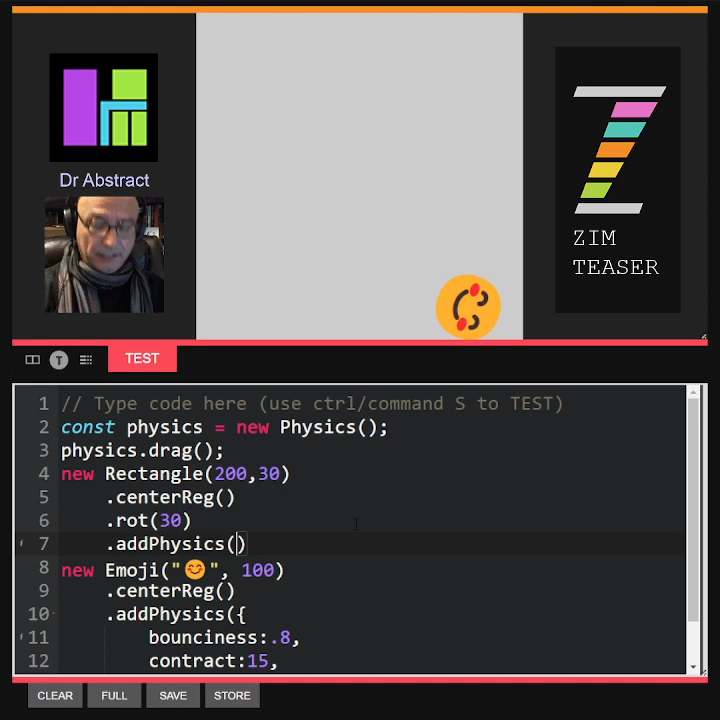 Dr Abstract
ZIM
TEASER
T
TEST
1 // Type code here (use ctrl/command S to TEST)
2 const physics = new Physics();
3 physics.drag();
4 new Rectangle(200,30)
5 .centerReg()
6 .rot(30)
7 .addPhysics()
8 new Emoji("😊", 100)
9 .centerReg()
10 .addPhysics({
11 bounciness:.8,
12 contract:15,
CLEAR FULL SAVE STORE